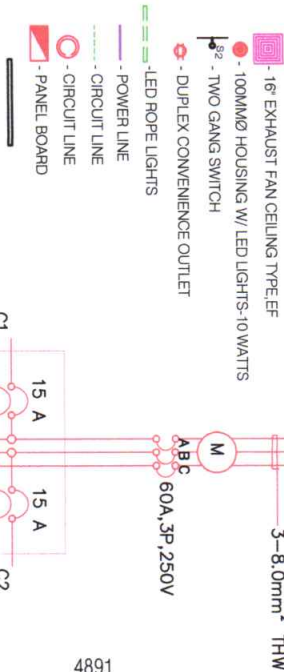 - 16" EXHAUST FAN CEILING TYPE,EF
- 100MMØ HOUSING W/ LED LIGHTS-10 WATTS
S2 - TWO GANG SWITCH
- DUPLEX CONVENIENCE OUTLET
-LED ROPE LIGHTS
- POWER LINE
- CIRCUIT LINE
- CIRCUIT LINE
- PANEL BOARD
3-8.0mm² THW
M
A B C
60A,3P,250V
15 A
15 A
C1
C2
4891